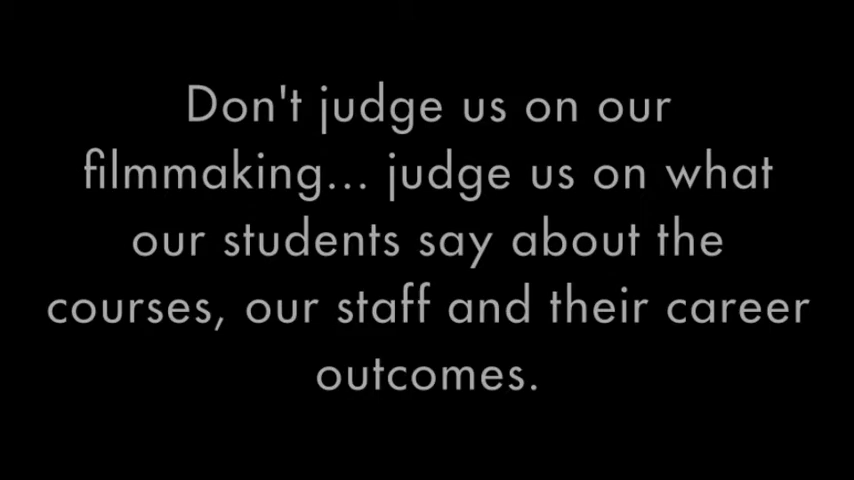 Don't judge us on our
filmmaking... judge us on what
our students say about the
courses, our staff and their career
outcomes.